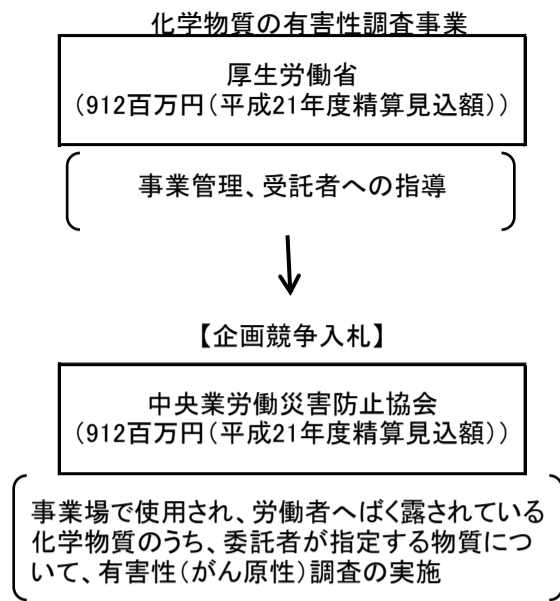 化学物質の有害性調査事業
厚生労働省
（912百万円（平成21年度精算見込額））
事業管理、受託者への指導
【企画競争入札】
中央業労働災害防止協会
（912百万円（平成21年度精算見込額））
事業場で使用され、労働者へばく露されている
化学物質のうち、委託者が指定する物質につ
いて、有害性（がん原性）調査の実施